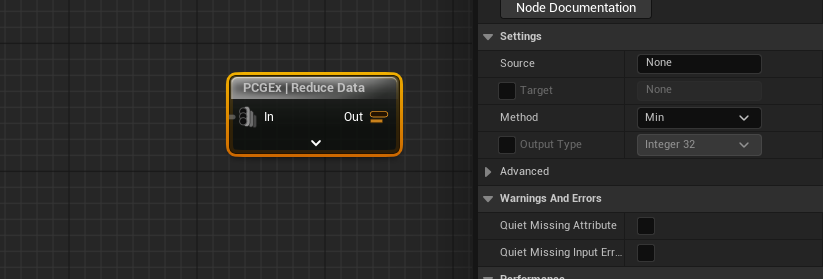 Node Documentation
Settings
Source None
Target None
Method Min
Output Type Integer 32
Advanced
Warnings And Errors
Quiet Missing Attribute
Quiet Missing Input Err...
Performance
PCGEx | Reduce Data
In Out